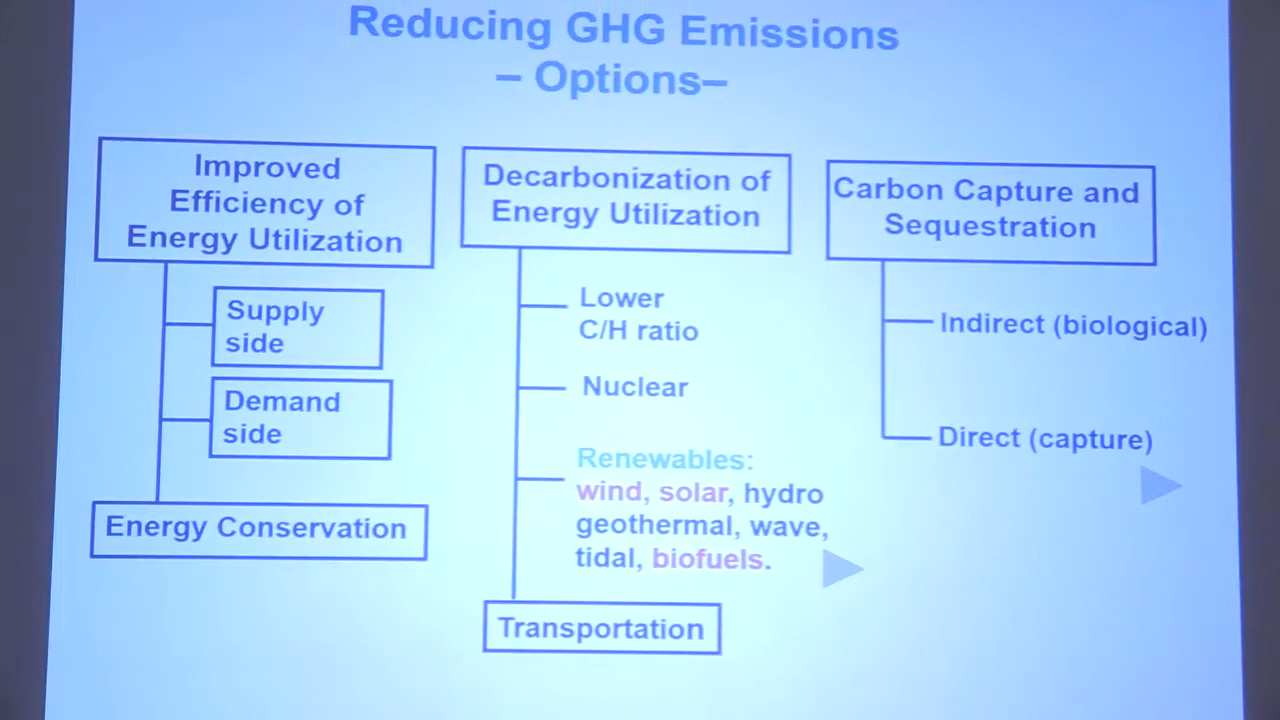 Reducing GHG Emissions
– Options–
Improved
Efficiency of
Energy Utilization
Supply
side
Demand
side
Energy Conservation
Decarbonization of
Energy Utilization
Lower
C/H ratio
Nuclear
Renewables:
wind, solar, hydro
geothermal, wave,
tidal, biofuels.
Transportation
Carbon Capture and
Sequestration
Indirect (biological)
Direct (capture)